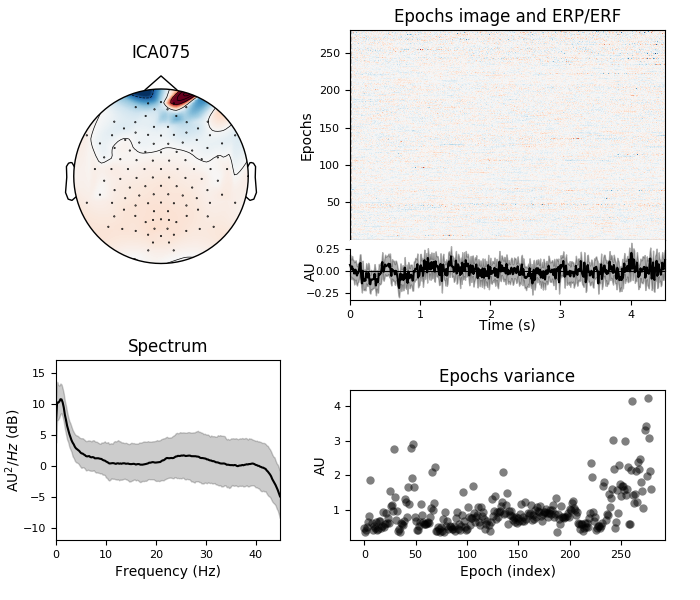 ICA075
Epochs image and ERP/ERF
Epochs
250
200
150
100
50
AU
0.25
0.00
−0.25
0 1 2 3 4
Time (s)
Spectrum
AU²/Hz (dB)
15
10
5
0
−5
−10
0 10 20 30 40
Frequency (Hz)
Epochs variance
AU
4
3
2
1
0 50 100 150 200 250
Epoch (index)